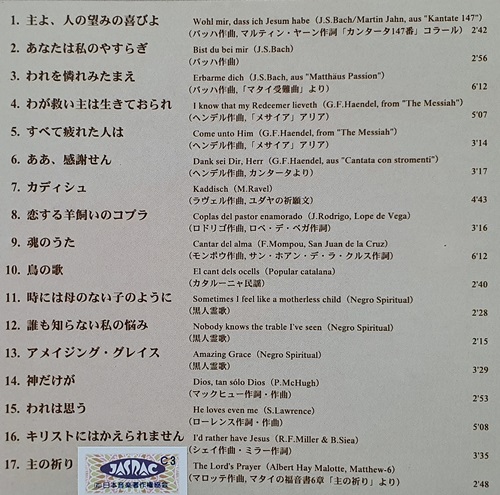 1. 主よ、人の望みの喜びよ Wohl mir, dass ich Jesum habe (J.S.Bach/Martin Jahn, aus "Kantate 147")
(バッハ作曲, マルティン・ヤーン作詞「カンタータ147番」コラール) 2'42
2. あなたは私のやすらぎ Bist du bei mir (J.S.Bach)
(バッハ作曲) 2'56
3. われを憐れみたまえ Erbarme dich (J.S.Bach, aus "Matthäus Passion")
(バッハ作曲,「マタイ受難曲」より) 6'12
4. わが救い主は生きておられ I know that my Redeemer lieveth (G.F.Haendel, from "The Messiah")
(ヘンデル作曲,「メサイア」アリア) 5'07
5. すべて疲れた人は Come unto Him (G.F.Haendel, from "The Messiah")
(ヘンデル作曲,「メサイア」アリア) 3'14
6. ああ、感謝せん Dank sei Dir, Herr (G.F.Haendel, aus "Cantata con stromenti")
(ヘンデル作曲, カンタータより) 3'17
7. カディシュ Kaddisch (M.Ravel)
(ラヴェル作曲, ユダヤの祈願文) 4'43
8. 恋する羊飼いのコプラ Coplas del pastor enamorado (J.Rodrigo, Lope de Vega)
(ロドリゴ作曲, ロペ・デ・ベガ作詞) 3'16
9. 魂のうた Cantar del alma (F.Mompou, San Juan de la Cruz)
(モンポウ作曲, サン・ホアン・デ・ラ・クルス作詞) 6'12
10. 鳥の歌 El cant dels ocells (Popular catalana)
(カタルーニャ民謡) 2'40
11. 時には母のない子のように Sometimes I feel like a motherless child (Negro Spiritual)
(黒人霊歌) 2'28
12. 誰も知らない私の悩み Nobody knows the trable I've seen (Negro Spiritual)
(黒人霊歌) 2'15
13. アメイジング・グレイス Amazing Grace (Negro Spiritual)
(黒人霊歌) 3'29
14. 神だけが Dios, tan sólo Dios (P.McHugh)
(マックヒュー作詞・作曲) 2'53
15. われは思う He loves even me (S.Lawrence)
(ローレンス作詞・作曲) 5'08
16. キリストにはかえられません I'd rather have Jesus (R.F.Miller & B.Siea)
(シェイ作曲・ミラー作詞) 3'35
17. 主の祈り The Lord's Prayer (Albert Hay Malotte, Matthew-6)
(マロッテ作曲, マタイの福音書6章「主の祈り」より) 2'48
JASRAC C3
日本音楽著作権協会